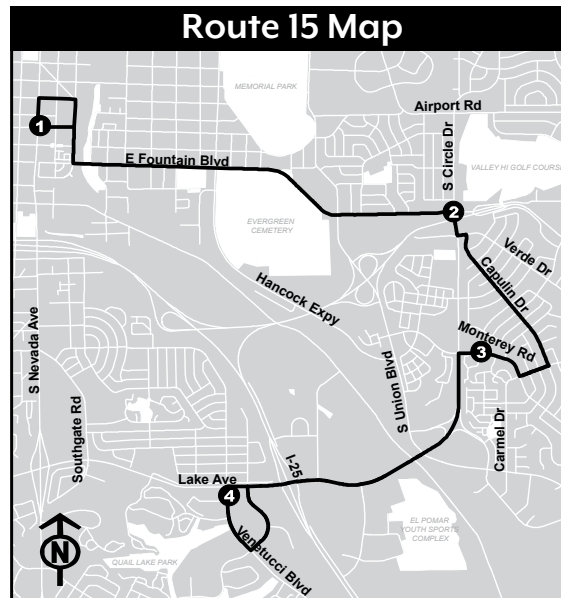 Route 15 Map
MEMORIAL PARK
Airport Rd
1
S Circle Dr
VALLEY HI GOLF COURSE
E Fountain Blvd
2
EVERGREEN
CEMETERY
Verde Dr
Capulin Dr
Hancock Expy
S Nevada Ave
Monterey Rd
3
S Union Blvd
Southgate Rd
Carmel Dr
I-25
Lake Ave
4
EL POMAR
YOUTH SPORTS
COMPLEX
Venetucci Blvd
N
QUAIL LAKE PARK